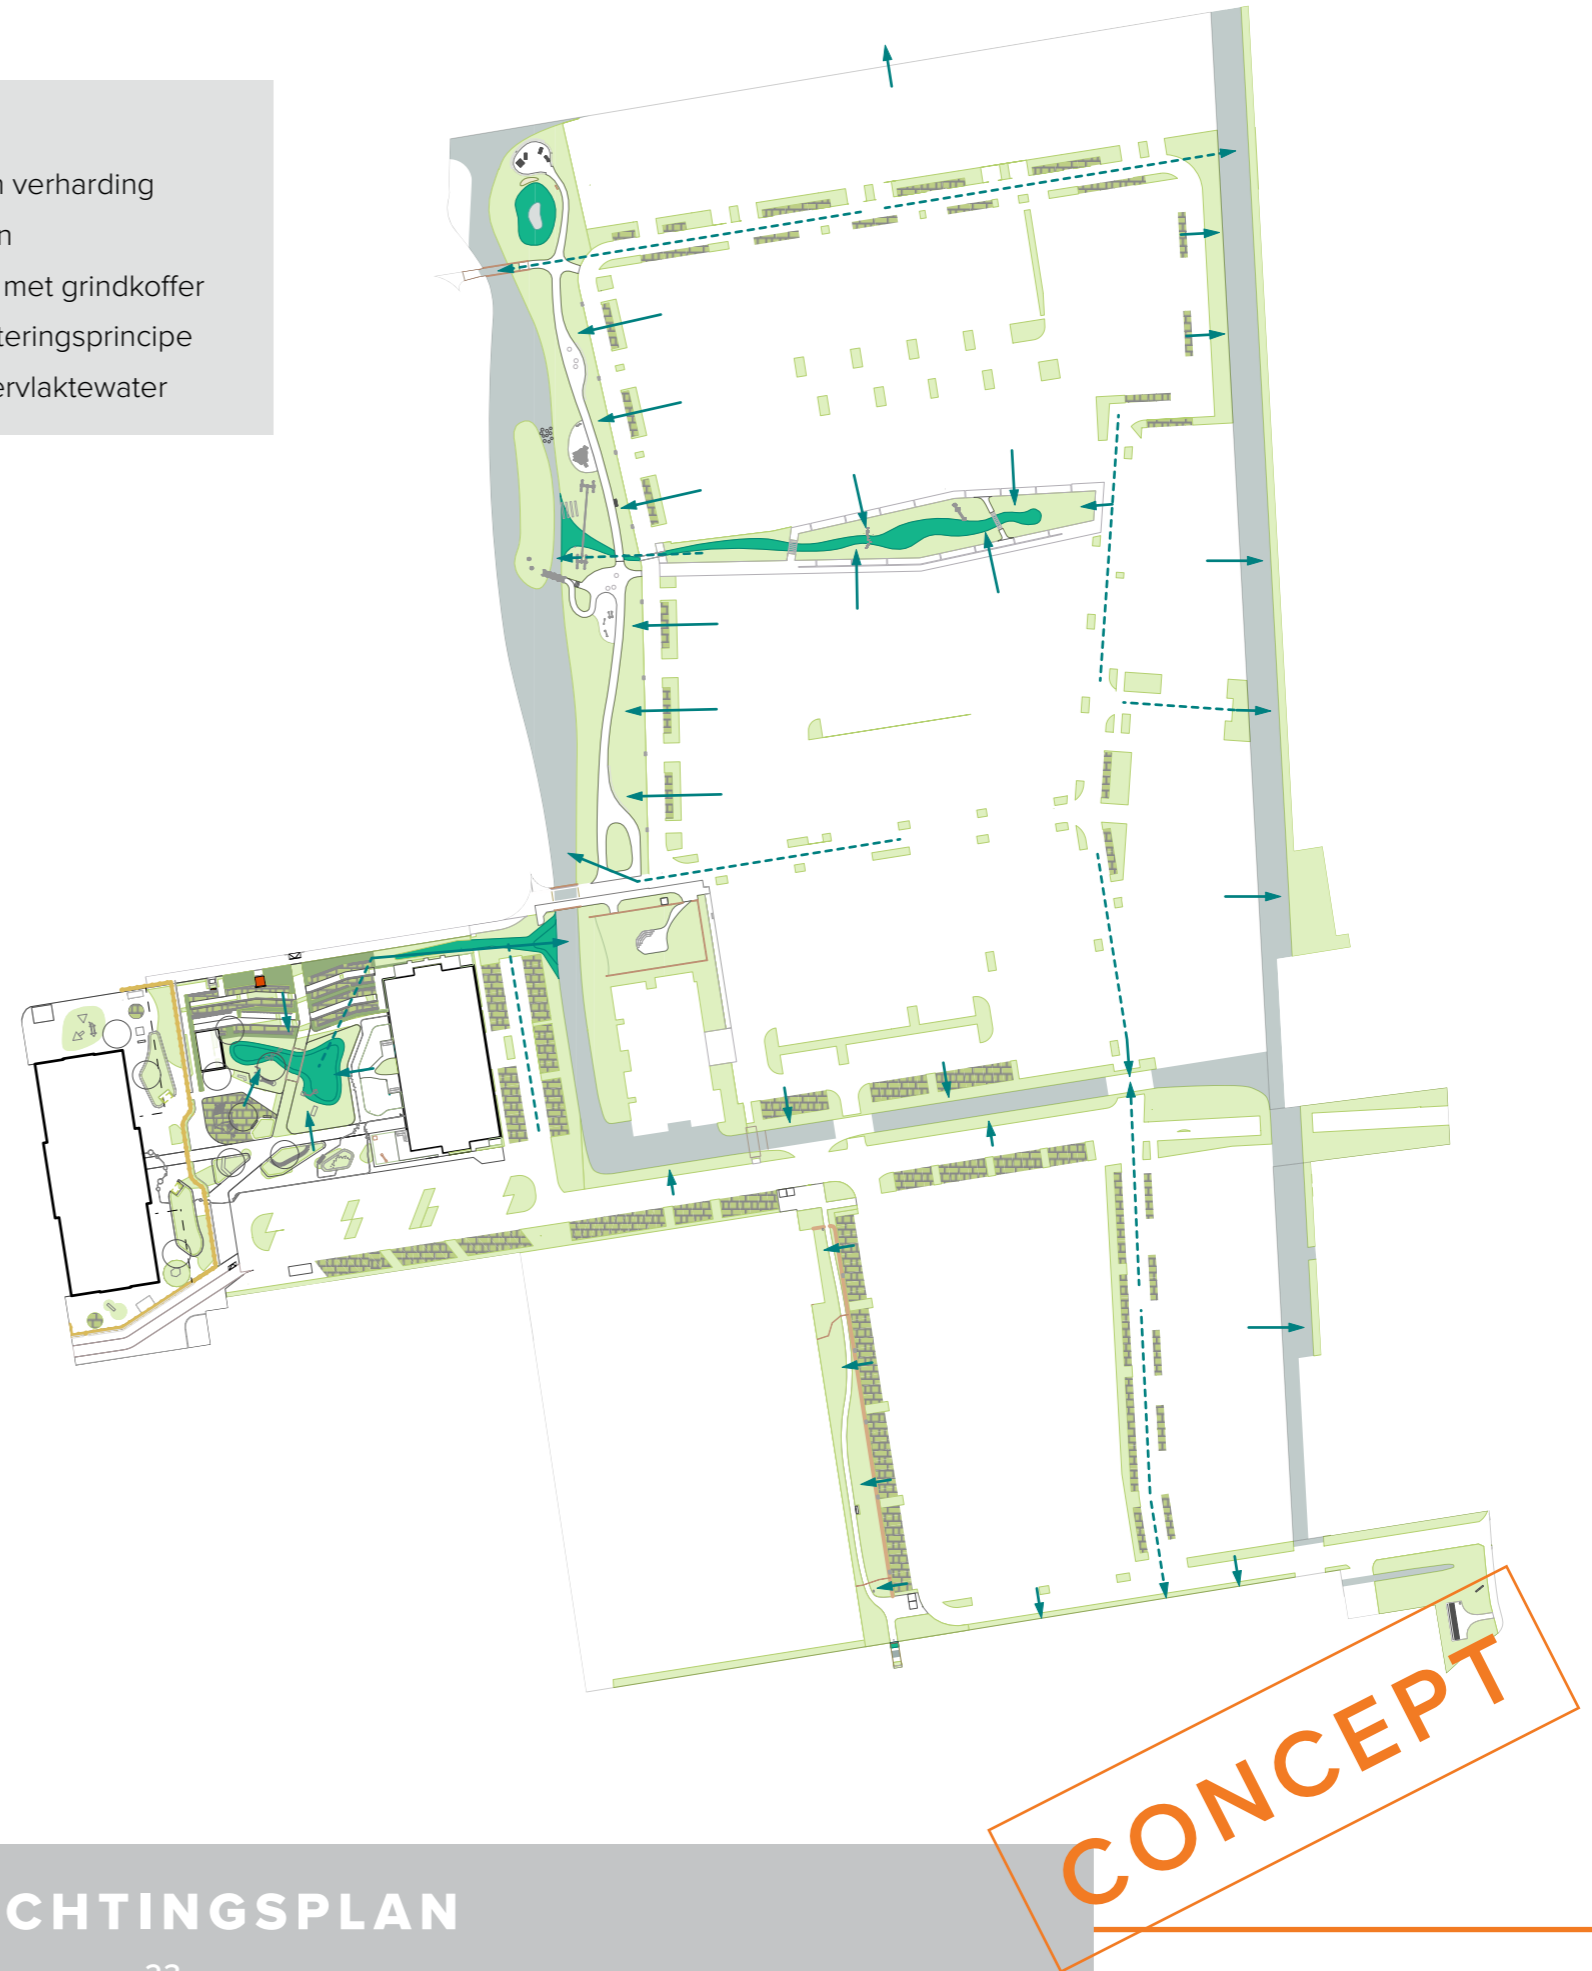 n verharding
n
met grindkoffer
teringsprincipe
ervlaktewater
CONCEPT
CHTINGSPLAN